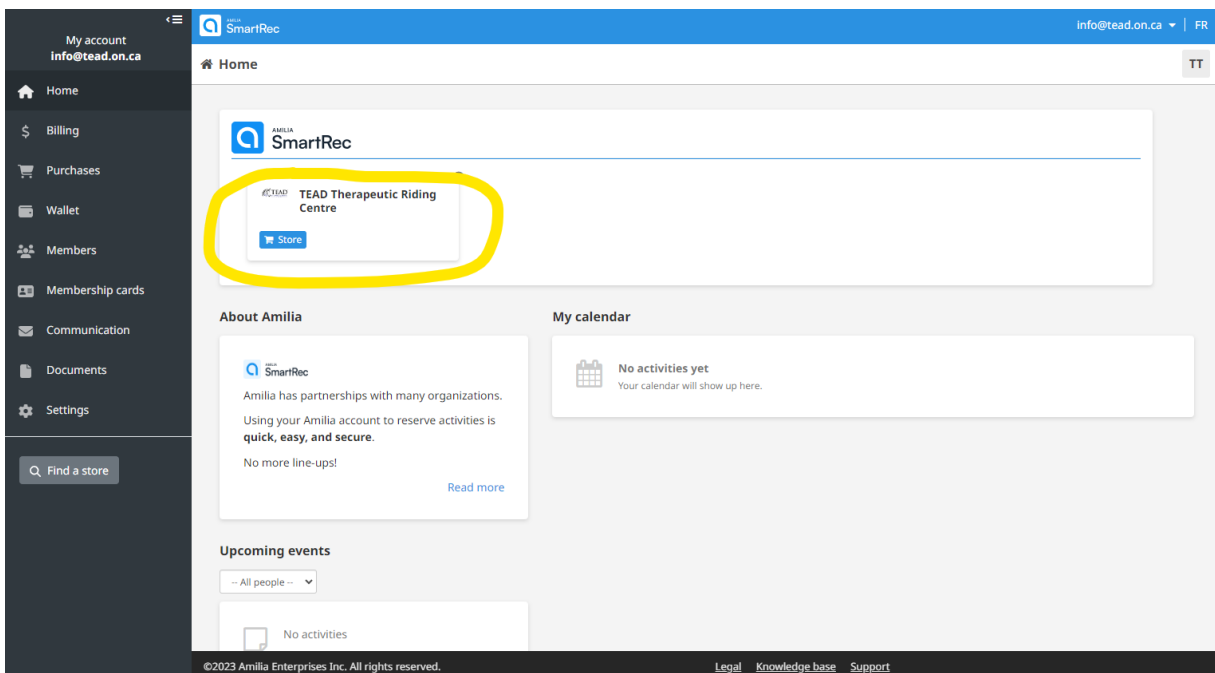 My account
info@tead.on.ca
Home
Billing
Purchases
Wallet
Members
Membership cards
Communication
Documents
Settings
Find a store
AMILIA
SmartRec
info@tead.on.ca | FR
Home
TT
AMILIA
SmartRec
TEAD
TEAD Therapeutic Riding
Centre
Store
About Amilia
AMILIA
SmartRec
Amilia has partnerships with many organizations.
Using your Amilia account to reserve activities is
quick, easy, and secure.
No more line-ups!
Read more
My calendar
No activities yet
Your calendar will show up here.
Upcoming events
-- All people --
No activities
©2023 Amilia Enterprises Inc. All rights reserved.
Legal Knowledge base Support